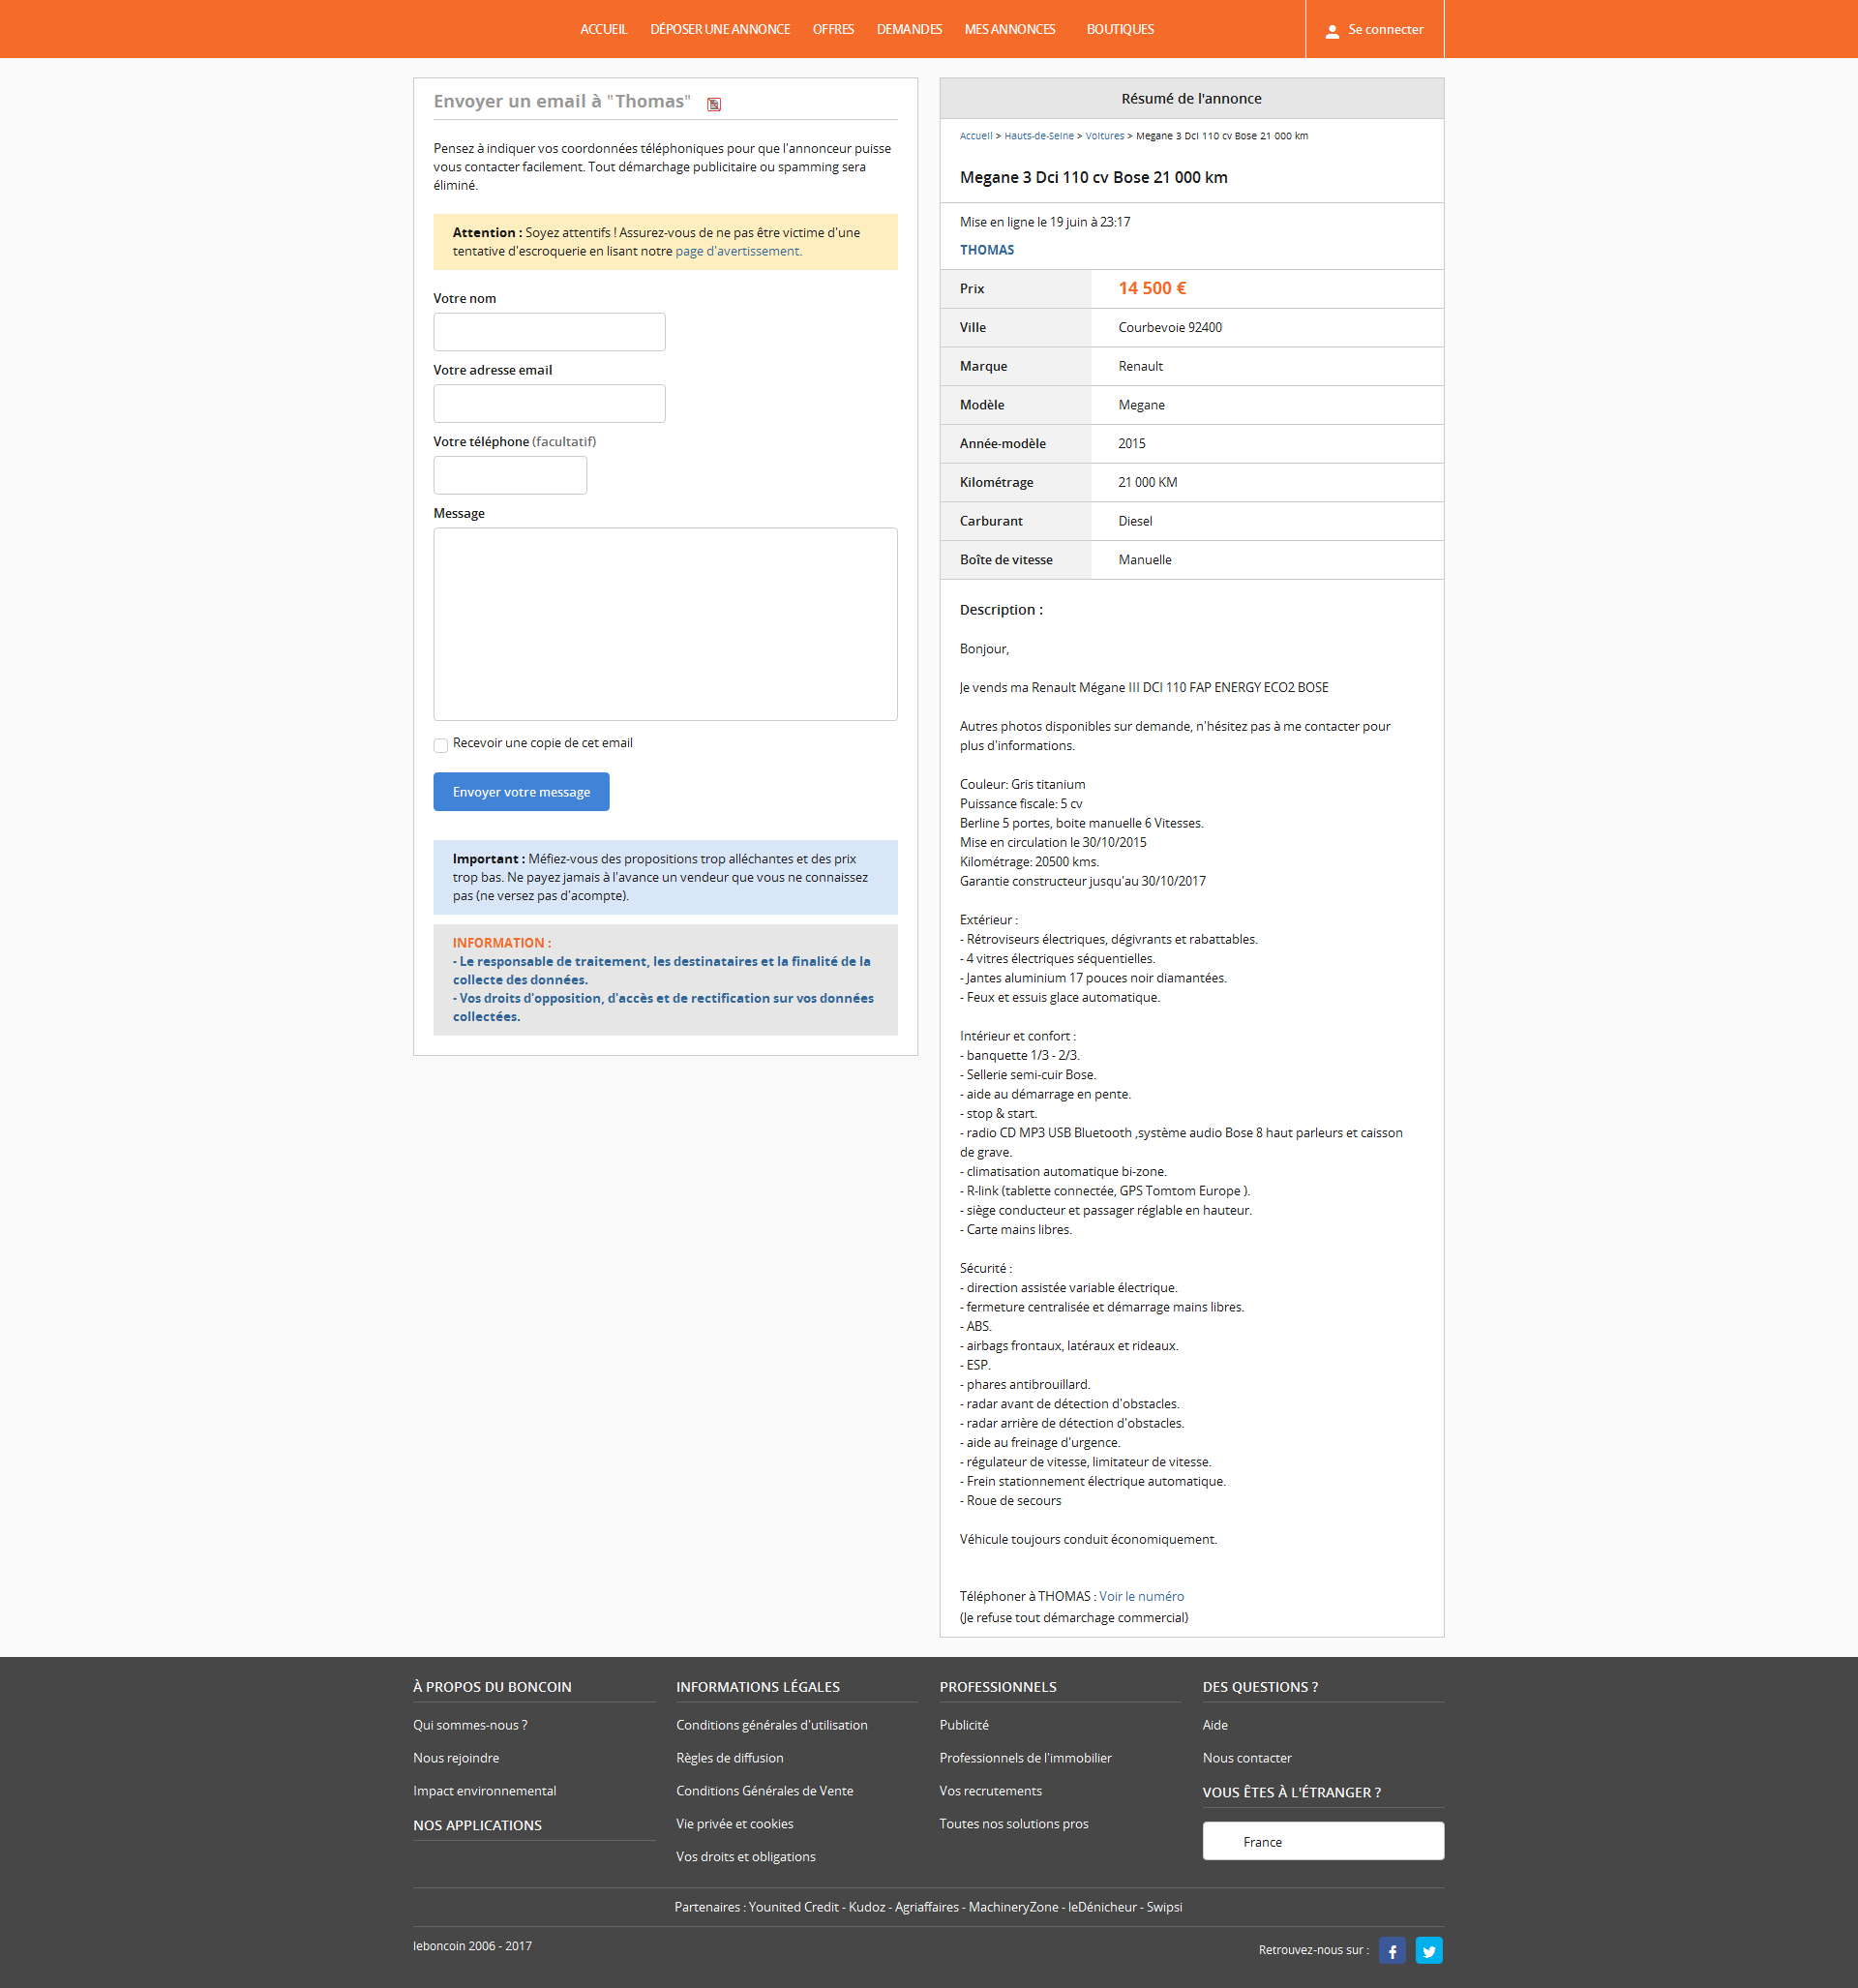 ACCUEIL DÉPOSER UNE ANNONCE OFFRES DEMANDES MES ANNONCES BOUTIQUES Se connecter
Envoyer un email à "Thomas"
Pensez à indiquer vos coordonnées téléphoniques pour que l'annonceur puisse
vous contacter facilement. Tout démarchage publicitaire ou spamming sera
éliminé.
Attention : Soyez attentifs ! Assurez-vous de ne pas être victime d'une
tentative d'escroquerie en lisant notre page d'avertissement.
Votre nom
Votre adresse email
Votre téléphone (facultatif)
Message
Recevoir une copie de cet email
Envoyer votre message
Important : Méfiez-vous des propositions trop alléchantes et des prix
trop bas. Ne payez jamais à l'avance un vendeur que vous ne connaissez
pas (ne versez pas d'acompte).
INFORMATION :
- Le responsable de traitement, les destinataires et la finalité de la
collecte des données.
- Vos droits d'opposition, d'accès et de rectification sur vos données
collectées.
Résumé de l'annonce
Accueil > Hauts-de-Seine > Voitures > Megane 3 Dci 110 cv Bose 21 000 km
Megane 3 Dci 110 cv Bose 21 000 km
Mise en ligne le 19 juin à 23:17
THOMAS
Prix 14 500 €
Ville Courbevoie 92400
Marque Renault
Modèle Megane
Année-modèle 2015
Kilométrage 21 000 KM
Carburant Diesel
Boîte de vitesse Manuelle
Description :
Bonjour,
Je vends ma Renault Mégane III DCI 110 FAP ENERGY ECO2 BOSE
Autres photos disponibles sur demande, n'hésitez pas à me contacter pour
plus d'informations.
Couleur: Gris titanium
Puissance fiscale: 5 cv
Berline 5 portes, boite manuelle 6 Vitesses.
Mise en circulation le 30/10/2015
Kilométrage: 20500 kms.
Garantie constructeur jusqu'au 30/10/2017
Extérieur :
- Rétroviseurs électriques, dégivrants et rabattables.
- 4 vitres électriques séquentielles.
- Jantes aluminium 17 pouces noir diamantées.
- Feux et essuis glace automatique.
Intérieur et confort :
- banquette 1/3 - 2/3.
- Sellerie semi-cuir Bose.
- aide au démarrage en pente.
- stop & start.
- radio CD MP3 USB Bluetooth ,système audio Bose 8 haut parleurs et caisson
de grave.
- climatisation automatique bi-zone.
- R-link (tablette connectée, GPS Tomtom Europe ).
- siège conducteur et passager réglable en hauteur.
- Carte mains libres.
Sécurité :
- direction assistée variable électrique.
- fermeture centralisée et démarrage mains libres.
- ABS.
- airbags frontaux, latéraux et rideaux.
- ESP.
- phares antibrouillard.
- radar avant de détection d'obstacles.
- radar arrière de détection d'obstacles.
- aide au freinage d'urgence.
- régulateur de vitesse, limitateur de vitesse.
- Frein stationnement électrique automatique.
- Roue de secours
Véhicule toujours conduit économiquement.
Téléphoner à THOMAS : Voir le numéro
(Je refuse tout démarchage commercial)
À PROPOS DU BONCOIN
Qui sommes-nous ?
Nous rejoindre
Impact environnemental
NOS APPLICATIONS
INFORMATIONS LÉGALES
Conditions générales d'utilisation
Règles de diffusion
Conditions Générales de Vente
Vie privée et cookies
Vos droits et obligations
PROFESSIONNELS
Publicité
Professionnels de l'immobilier
Vos recrutements
Toutes nos solutions pros
DES QUESTIONS ?
Aide
Nous contacter
VOUS ÊTES À L'ÉTRANGER ?
France
Partenaires : Younited Credit - Kudoz - Agriaffaires - MachineryZone - leDénicheur - Swipsi
leboncoin 2006 - 2017
Retrouvez-nous sur :